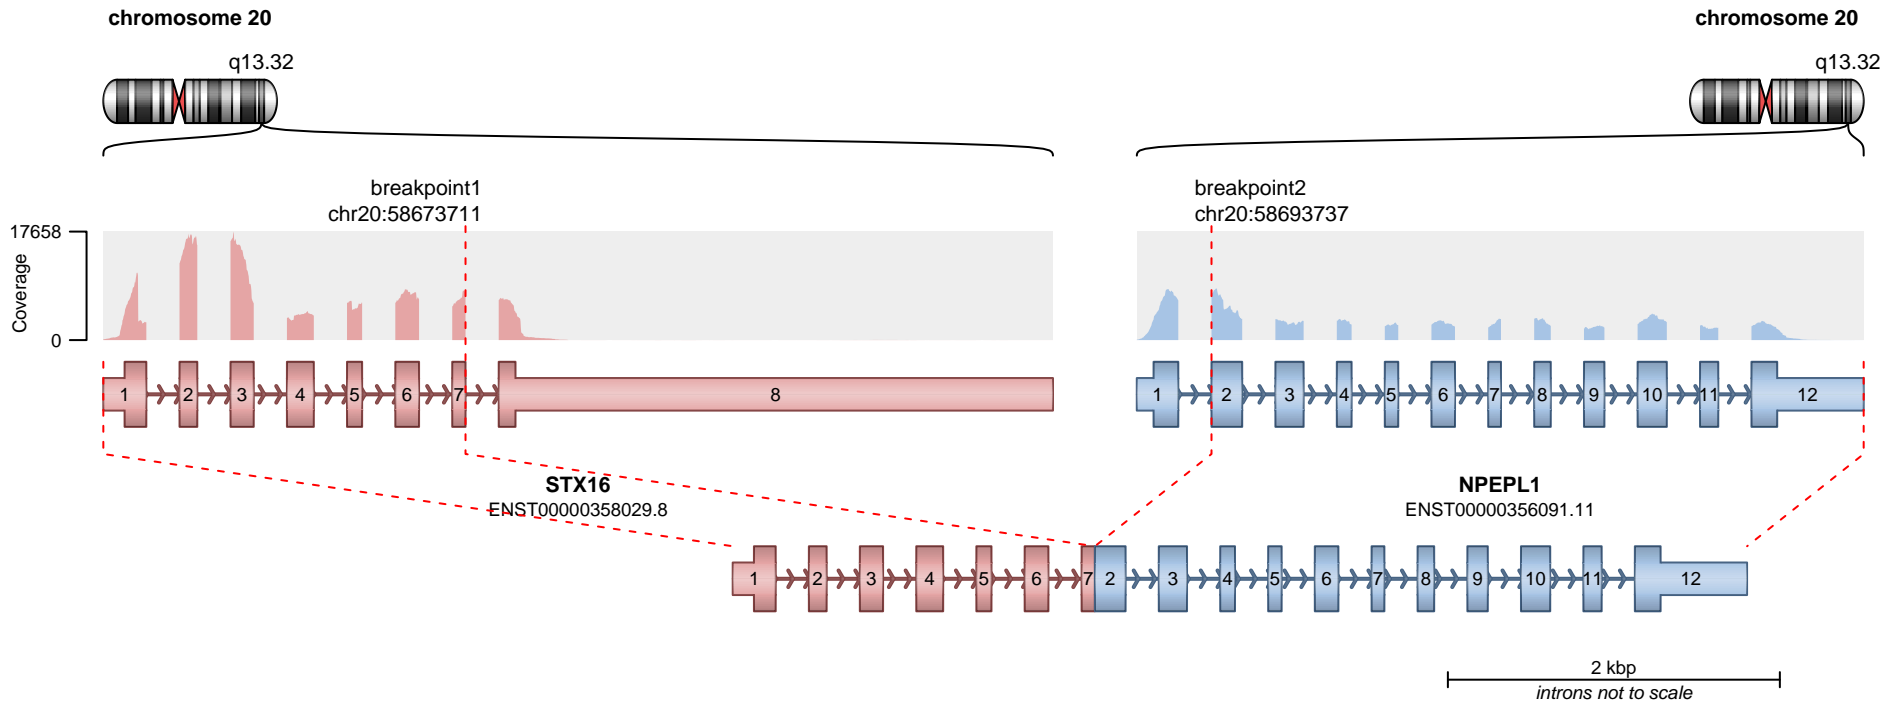 chromosome 20
chromosome 20
q13.32
q13.32
breakpoint1
chr20:58673711
breakpoint2
chr20:58693737
17658
Coverage
0
1 2 3 4 5 6 7 8
1 2 3 4 5 6 7 8 9 10 11 12
STX16
ENST00000358029.8
NPEPL1
ENST00000356091.11
1 2 3 4 5 6 7 2 3 4 5 6 7 8 9 10 11 12
2 kbp
introns not to scale